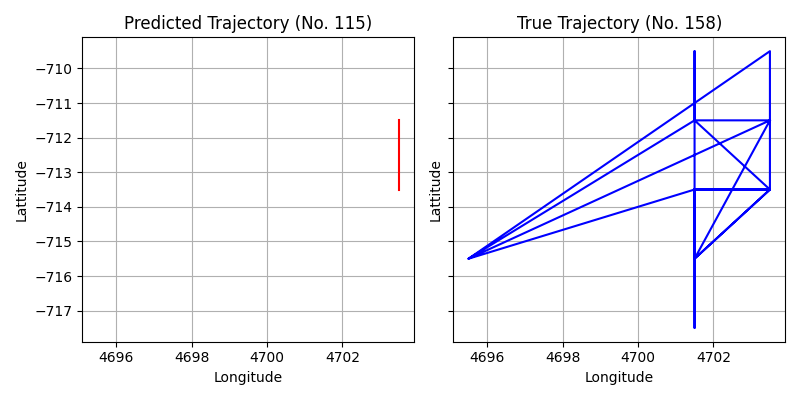 Predicted Trajectory (No. 115)
True Trajectory (No. 158)
Lattitude
−710
−711
−712
−713
−714
−715
−716
−717
4696
4698
4700
4702
Longitude
Lattitude
4696
4698
4700
4702
Longitude